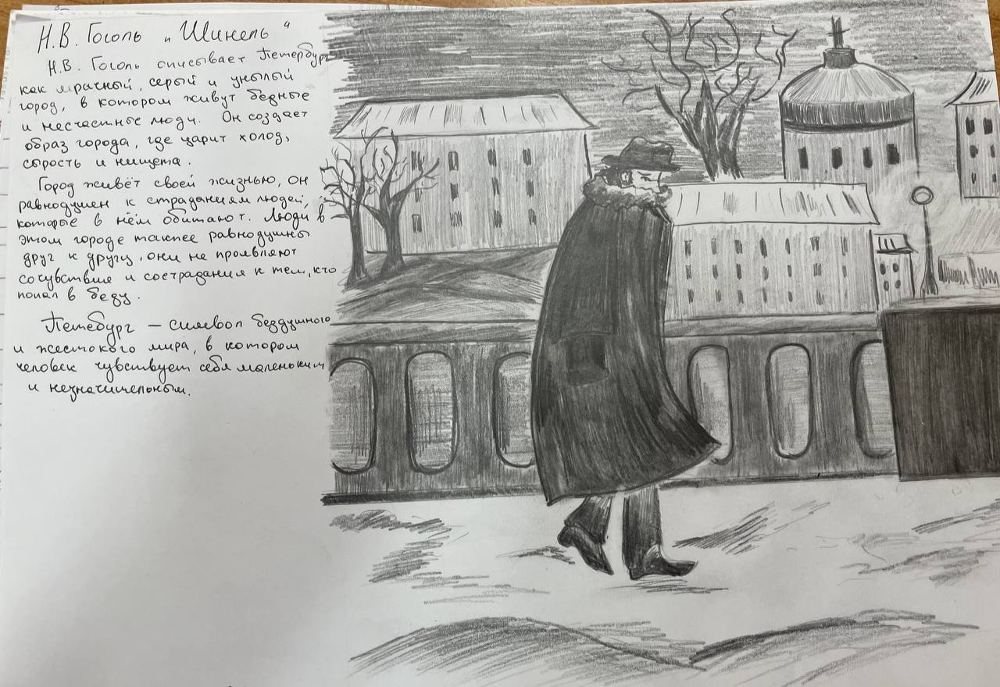 Н.В. Гоголь „Шинель“
Н.В. Гоголь описывает Петербург
как мрачный, серый и унылый
город, в котором живут бедные
и несчастные люди. Он создает
образ города, где царит холод,
сырость и нищета.
Город живёт своей жизнью, он
равнодушен к страданиям людей,
которые в нём обитают. Люди в
этом городе также равнодушны
друг к другу, они не проявляют
сочувствие и сострадания к тем, кто
попал в беду.
Петебург – символ бездушного
и жестокого мира, в котором
человек чувствует себя маленьким
и незначительным.